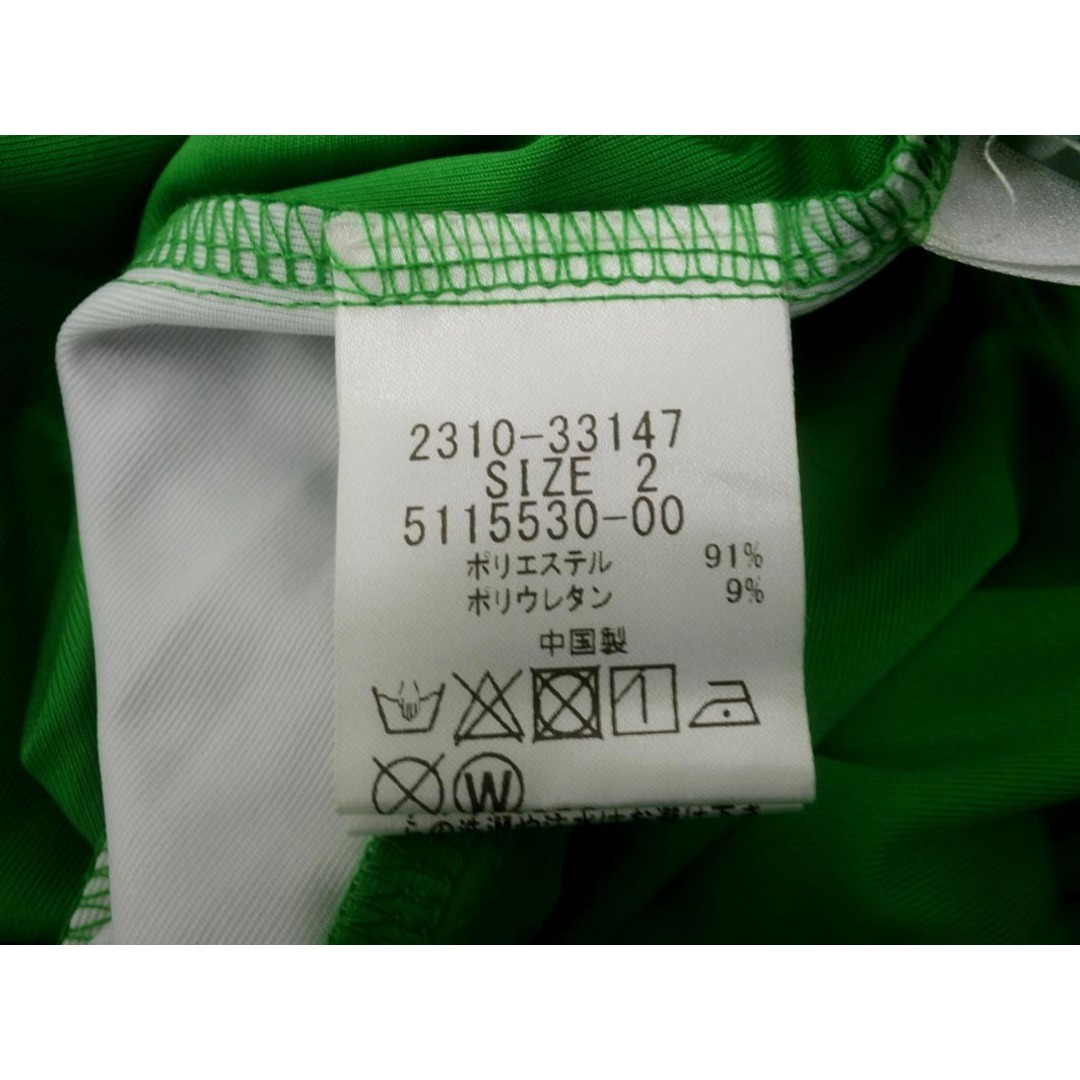 2310-33147
SIZE 2
5115530-00
ポリエステル 91%
ポリウレタン 9%
中国製
W